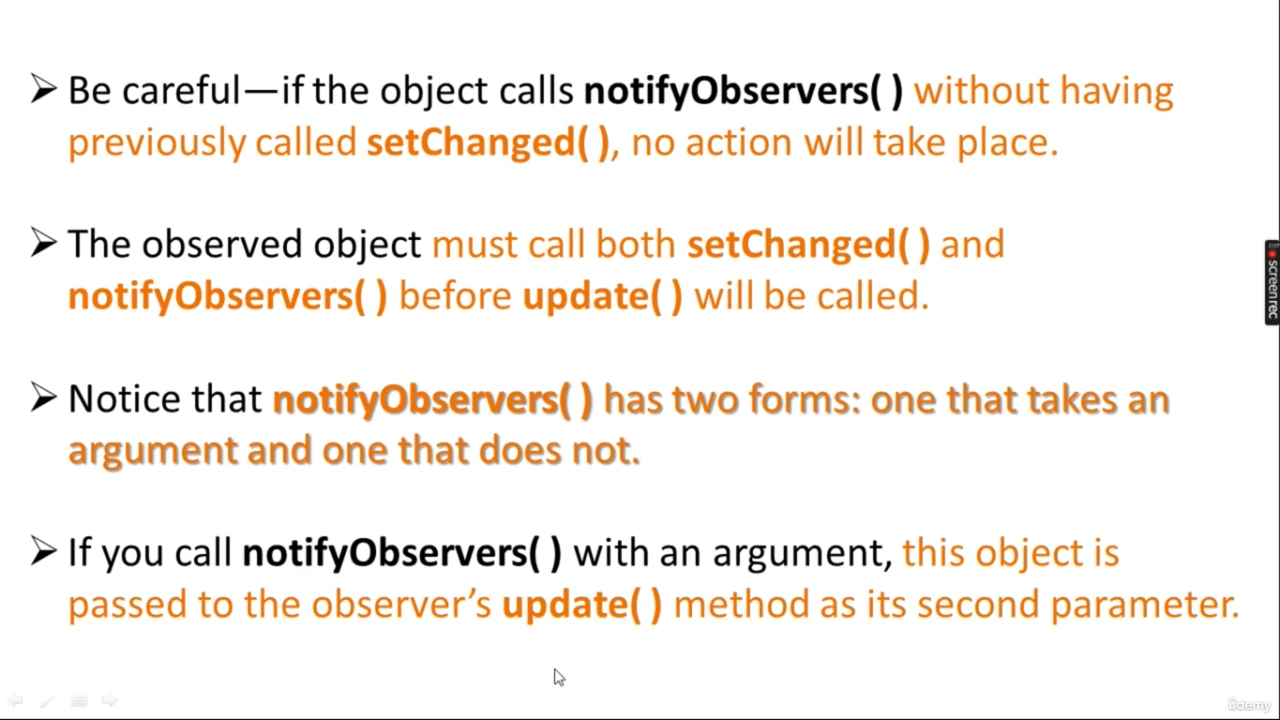 ➢ Be careful—if the object calls notifyObservers( ) without having
previously called setChanged( ), no action will take place.
➢ The observed object must call both setChanged( ) and
notifyObservers( ) before update( ) will be called.
➢ Notice that notifyObservers( ) has two forms: one that takes an
argument and one that does not.
➢ If you call notifyObservers( ) with an argument, this object is
passed to the observer’s update( ) method as its second parameter.
screenrec
ûdemy